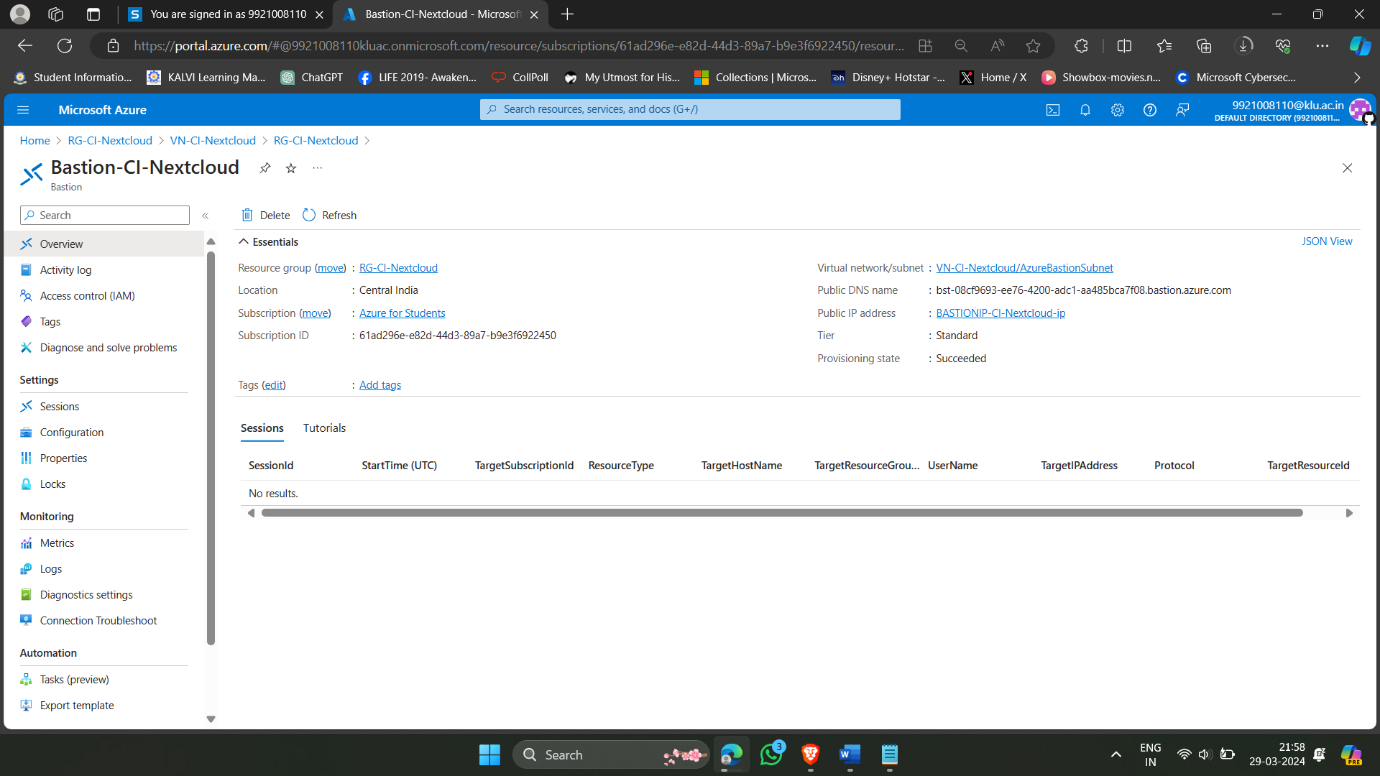 You are signed in as 9921008110
Bastion-CI-Nextcloud - Microsoft
https://portal.azure.com/#@9921008110kluac.onmicrosoft.com/resource/subscriptions/61ad296e-e82d-44d3-89a7-b9e3f6922450/resour...
Student Informatio...
KALVI Learning Ma...
ChatGPT
LIFE 2019- Awaken...
CollPoll
My Utmost for His...
Collections | Micros...
Disney+ Hotstar -...
Home / X
Showbox-movies.n...
Microsoft Cybersec...
Microsoft Azure
Search resources, services, and docs (G+/)
9921008110@klu.ac.in
DEFAULT DIRECTORY (992100811...
Home > RG-CI-Nextcloud > VN-CI-Nextcloud > RG-CI-Nextcloud >
Bastion-CI-Nextcloud
Bastion
Search
Delete
Refresh
Overview
Activity log
Access control (IAM)
Tags
Diagnose and solve problems
Settings
Sessions
Configuration
Properties
Locks
Monitoring
Metrics
Logs
Diagnostics settings
Connection Troubleshoot
Automation
Tasks (preview)
Export template
Essentials
JSON View
Resource group (move) : RG-CI-Nextcloud
Location : Central India
Subscription (move) : Azure for Students
Subscription ID : 61ad296e-e82d-44d3-89a7-b9e3f6922450
Virtual network/subnet : VN-CI-Nextcloud/AzureBastionSubnet
Public DNS name : bst-08cf9693-ee76-4200-adc1-aa485bca7f08.bastion.azure.com
Public IP address : BASTIONIP-CI-Nextcloud-ip
Tier : Standard
Provisioning state : Succeeded
Tags (edit) : Add tags
Sessions Tutorials
SessionId StartTime (UTC) TargetSubscriptionId ResourceType TargetHostName TargetResourceGrou... UserName TargetIPAddress Protocol TargetResourceId
No results.
Search
3
ENG
IN
21:58
29-03-2024
PRE